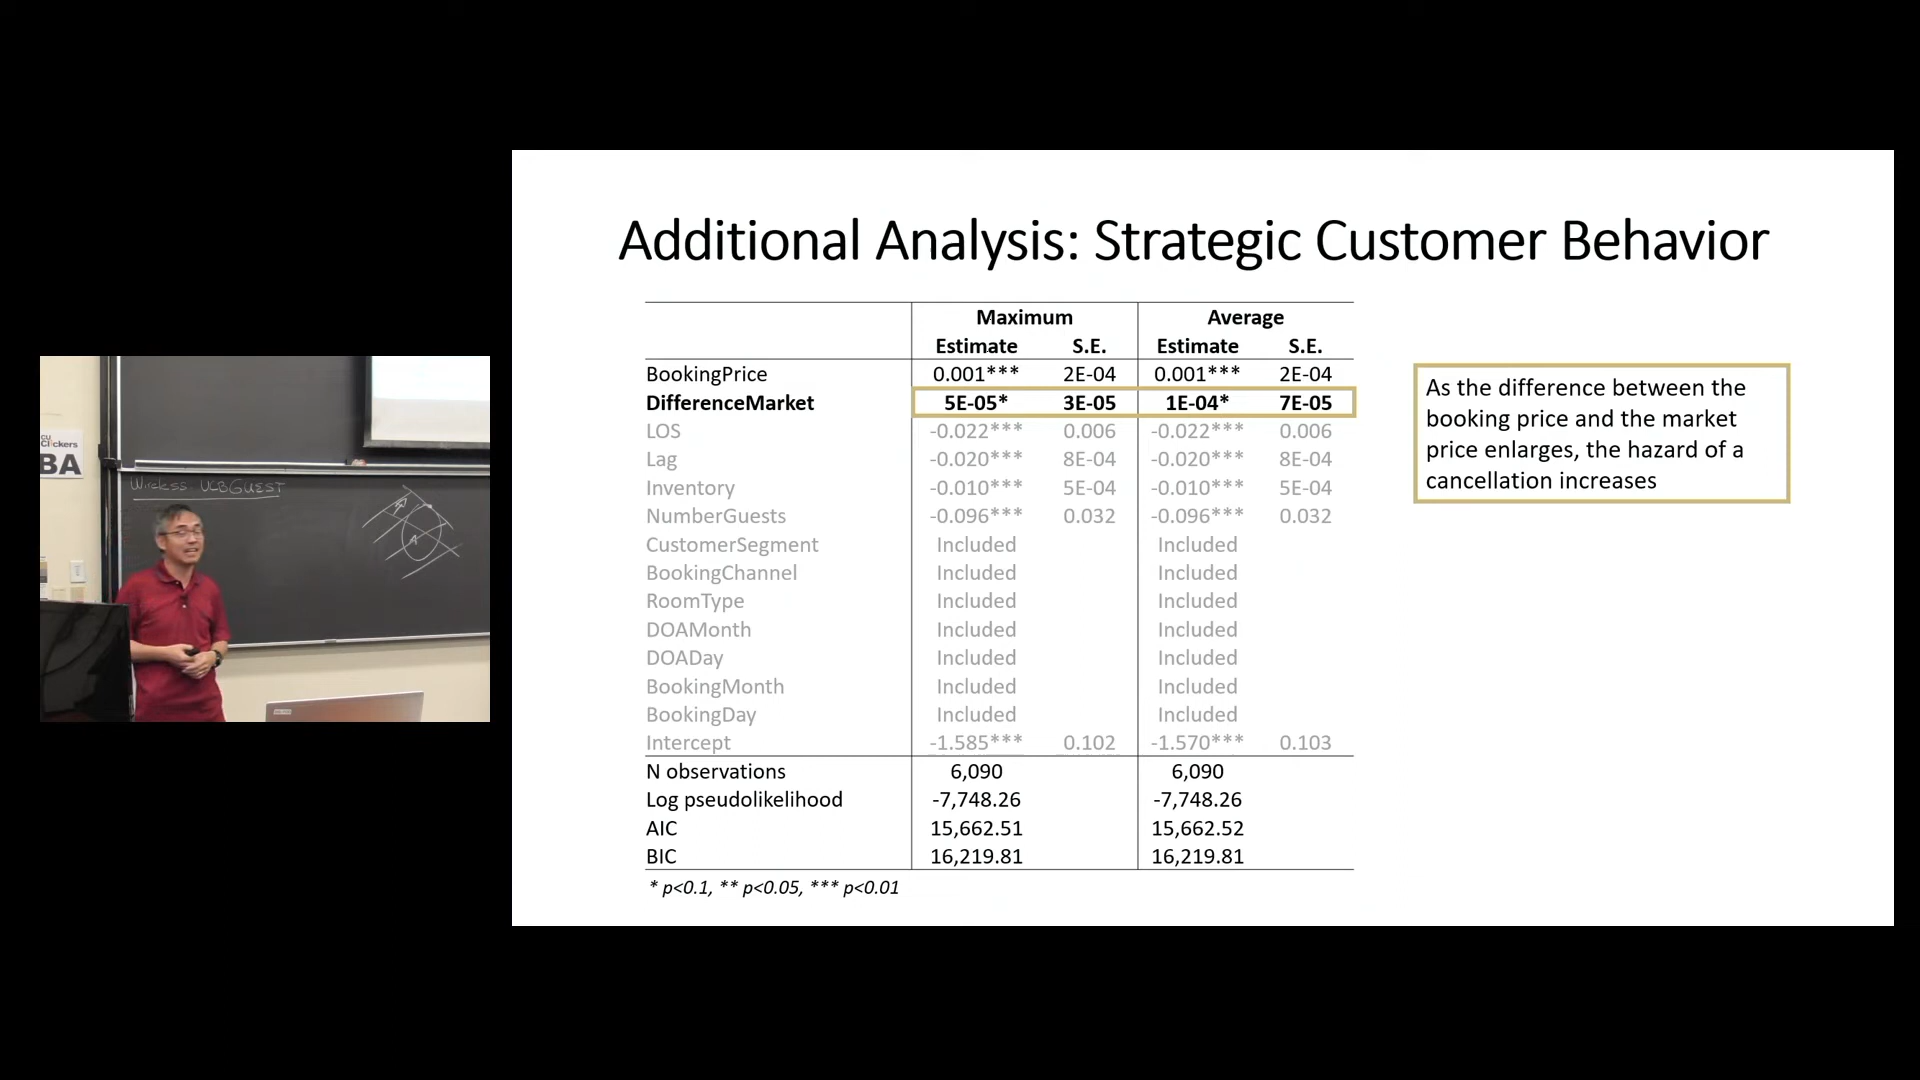 Additional Analysis: Strategic Customer Behavior
Maximum Average
Estimate S.E. Estimate S.E.
BookingPrice 0.001*** 2E-04 0.001*** 2E-04
DifferenceMarket 5E-05* 3E-05 1E-04* 7E-05
LOS -0.022*** 0.006 -0.022*** 0.006
Lag -0.020*** 8E-04 -0.020*** 8E-04
Inventory -0.010*** 5E-04 -0.010*** 5E-04
NumberGuests -0.096*** 0.032 -0.096*** 0.032
CustomerSegment Included Included
BookingChannel Included Included
RoomType Included Included
DOAMonth Included Included
DOADay Included Included
BookingMonth Included Included
BookingDay Included Included
Intercept -1.585*** 0.102 -1.570*** 0.103
N observations 6,090 6,090
Log pseudolikelihood -7,748.26 -7,748.26
AIC 15,662.51 15,662.52
BIC 16,219.81 16,219.81
* p<0.1, ** p<0.05, *** p<0.01
As the difference between the
booking price and the market
price enlarges, the hazard of a
cancellation increases
CU
Clickers
BA
Wireless UCBGUEST
A